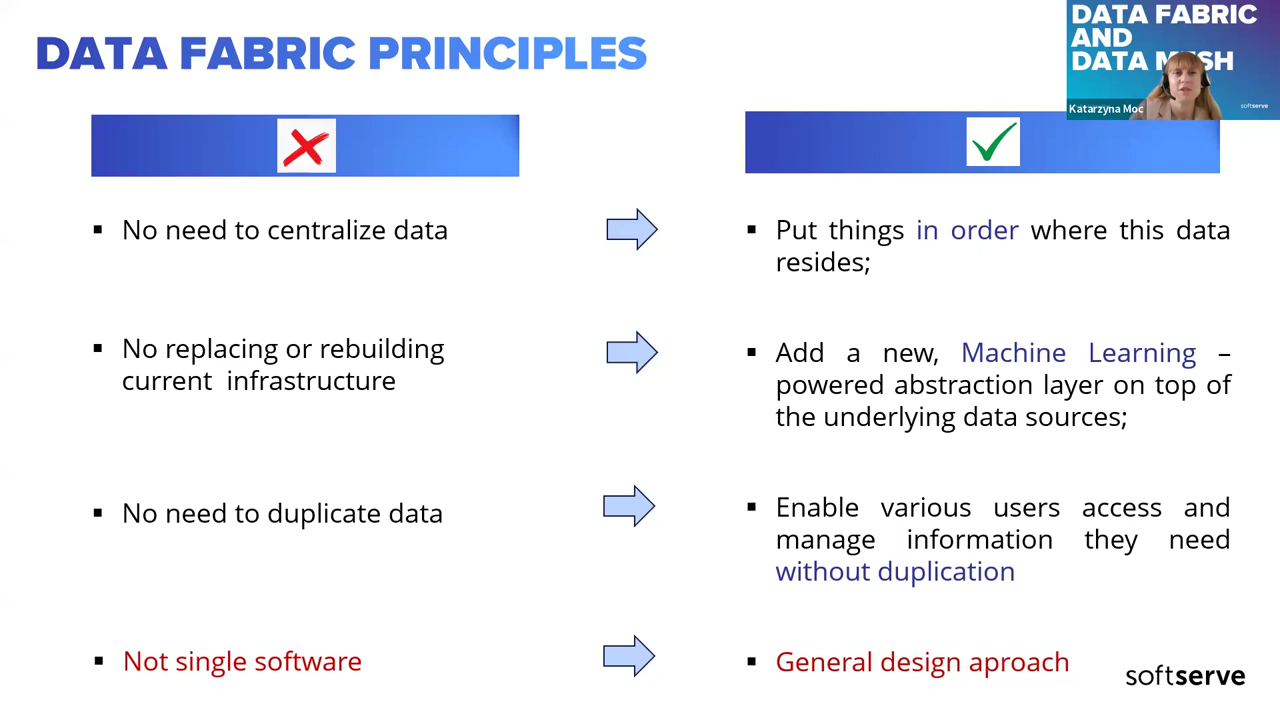 DATA FABRIC PRINCIPLES
DATA FABRIC
AND
DATA M SH
Katarzyna Moc
softserve
No need to centralize data
Put things in order where this data
resides;
No replacing or rebuilding
current infrastructure
Add a new, Machine Learning –
powered abstraction layer on top of
the underlying data sources;
No need to duplicate data
Enable various users access and
manage information they need
without duplication
Not single software
General design aproach
softserve